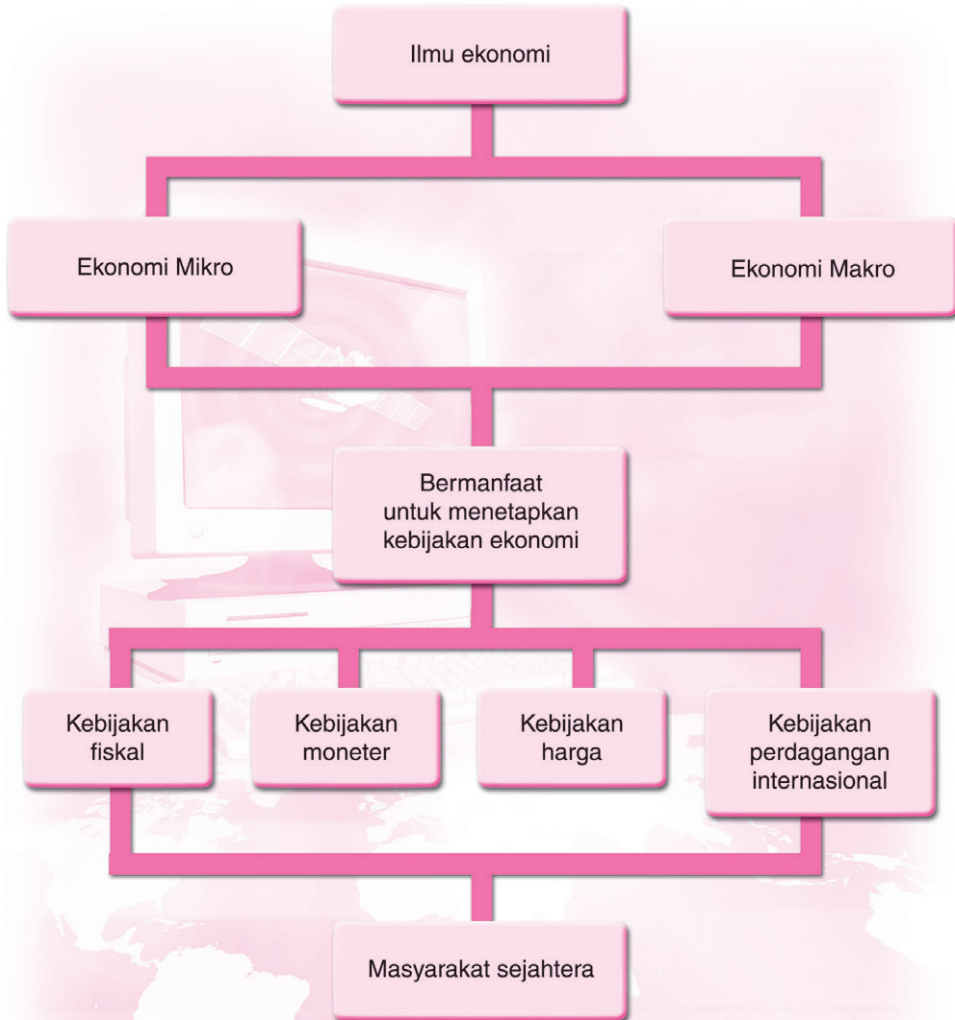 Ilmu ekonomi
Ekonomi Mikro
Ekonomi Makro
Bermanfaat
untuk menetapkan
kebijakan ekonomi
Kebijakan
fiskal
Kebijakan
moneter
Kebijakan
harga
Kebijakan
perdagangan
internasional
Masyarakat sejahtera